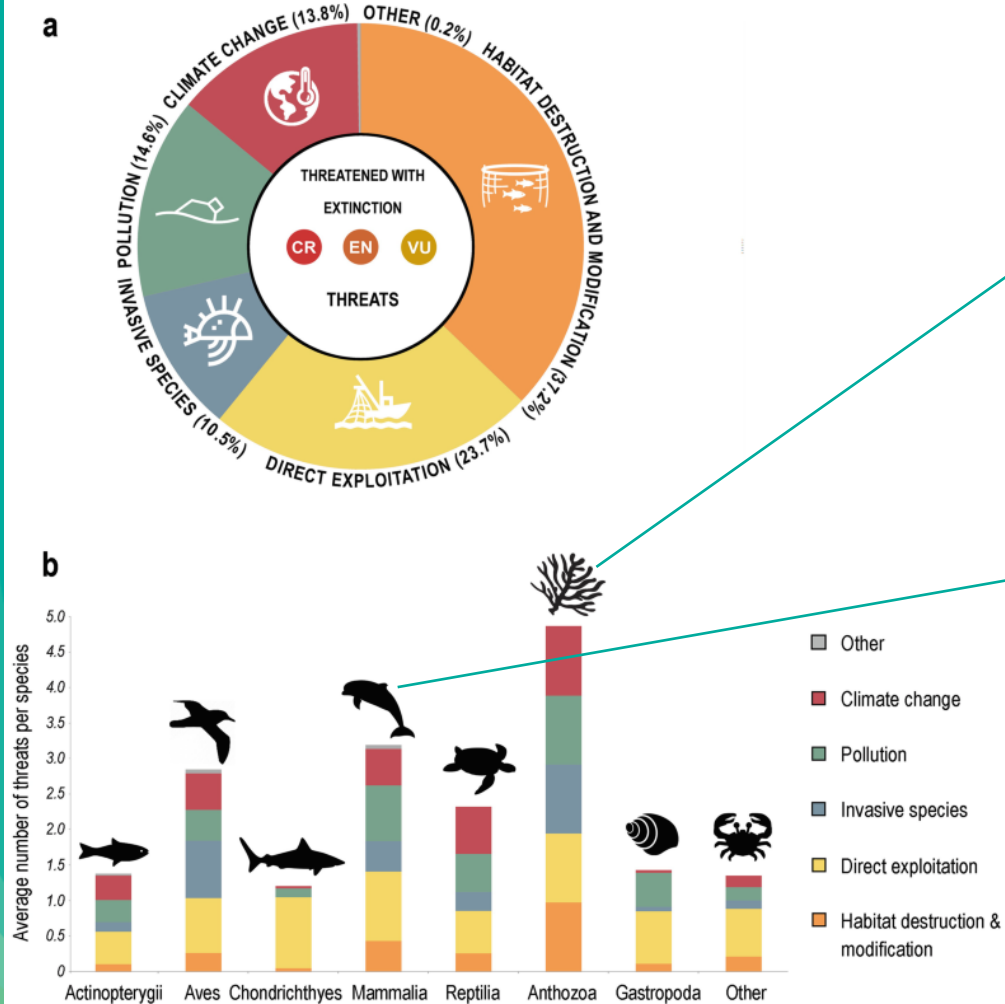 a
CLIMATE CHANGE (13.8%)
OTHER (0.2%)
HABITAT DESTRUCTION AND MODIFICATION (37.2%)
DIRECT EXPLOITATION (23.7%)
INVASIVE SPECIES (10.5%)
POLLUTION (14.6%)
THREATENED WITH
EXTINCTION
CR EN VU
THREATS
b
Average number of threats per species
5.0
4.5
4.0
3.5
3.0
2.5
2.0
1.5
1.0
0.5
0
Actinopterygii Aves Chondrichthyes Mammalia Reptilia Anthozoa Gastropoda Other
Other
Climate change
Pollution
Invasive species
Direct exploitation
Habitat destruction &
modification